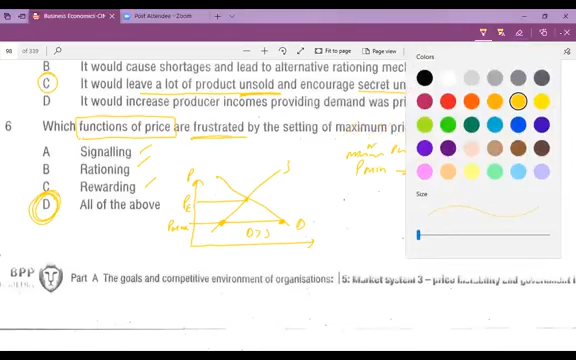 Business Economics-CIM
Post Attendee - Zoom
98 of 339
Fit to page
Page view
Colors
B It would cause shortages and lead to alternative rationing mec
C It would leave a lot of product unsold and encourage secret un
D It would increase producer incomes providing demand was pri
6 Which functions of price are frustrated by the setting of maximum pri
A Signalling
B Rationing
C Rewarding
D All of the above
P
S
PE
Pmax
D>S
D
Pmin →
Size
BPP
Part A The goals and competitive environment of organisations: 5: Market system 3 – price instability and government i